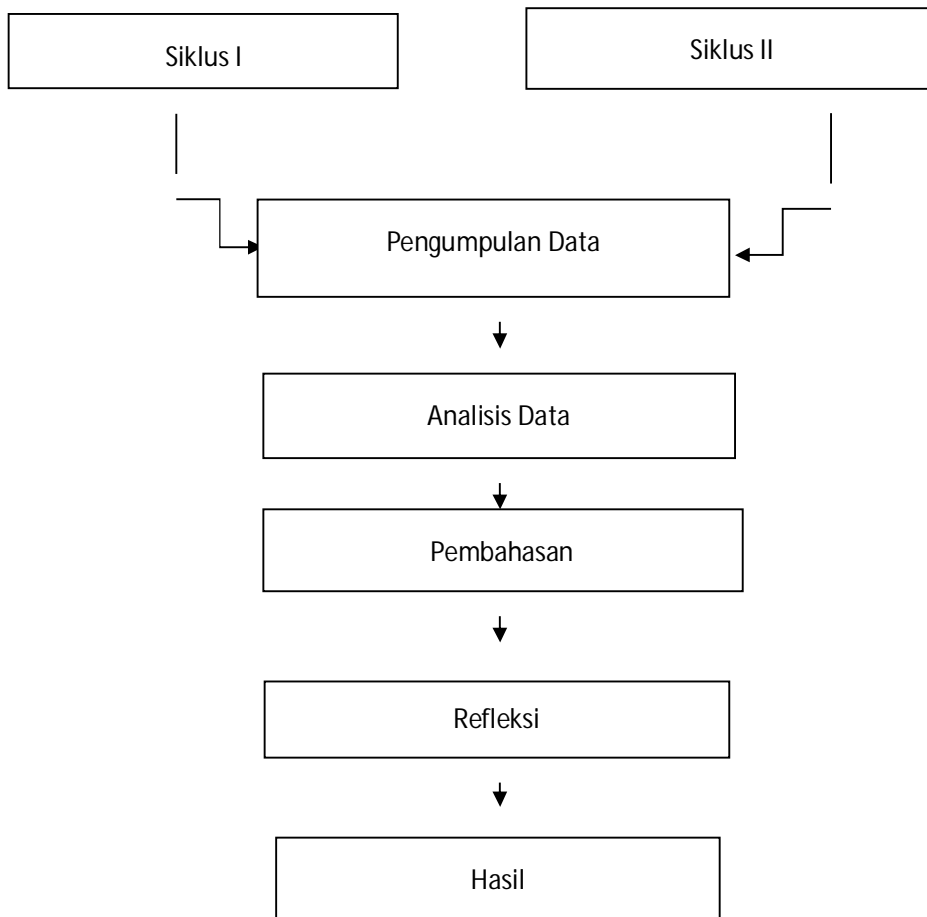 Siklus I
Siklus II
Pengumpulan Data
Analisis Data
Pembahasan
Refleksi
Hasil